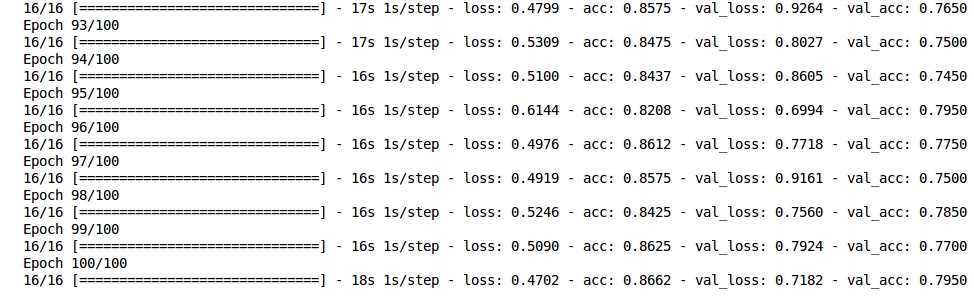 16/16 [==============================] - 17s 1s/step - loss: 0.4799 - acc: 0.8575 - val_loss: 0.9264 - val_acc: 0.7650
Epoch 93/100
16/16 [==============================] - 17s 1s/step - loss: 0.5309 - acc: 0.8475 - val_loss: 0.8027 - val_acc: 0.7500
Epoch 94/100
16/16 [==============================] - 16s 1s/step - loss: 0.5100 - acc: 0.8437 - val_loss: 0.8605 - val_acc: 0.7450
Epoch 95/100
16/16 [==============================] - 16s 1s/step - loss: 0.6144 - acc: 0.8208 - val_loss: 0.6994 - val_acc: 0.7950
Epoch 96/100
16/16 [==============================] - 16s 1s/step - loss: 0.4976 - acc: 0.8612 - val_loss: 0.7718 - val_acc: 0.7750
Epoch 97/100
16/16 [==============================] - 16s 1s/step - loss: 0.4919 - acc: 0.8575 - val_loss: 0.9161 - val_acc: 0.7500
Epoch 98/100
16/16 [==============================] - 16s 1s/step - loss: 0.5246 - acc: 0.8425 - val_loss: 0.7560 - val_acc: 0.7850
Epoch 99/100
16/16 [==============================] - 16s 1s/step - loss: 0.5090 - acc: 0.8625 - val_loss: 0.7924 - val_acc: 0.7700
Epoch 100/100
16/16 [==============================] - 18s 1s/step - loss: 0.4702 - acc: 0.8662 - val_loss: 0.7182 - val_acc: 0.7950